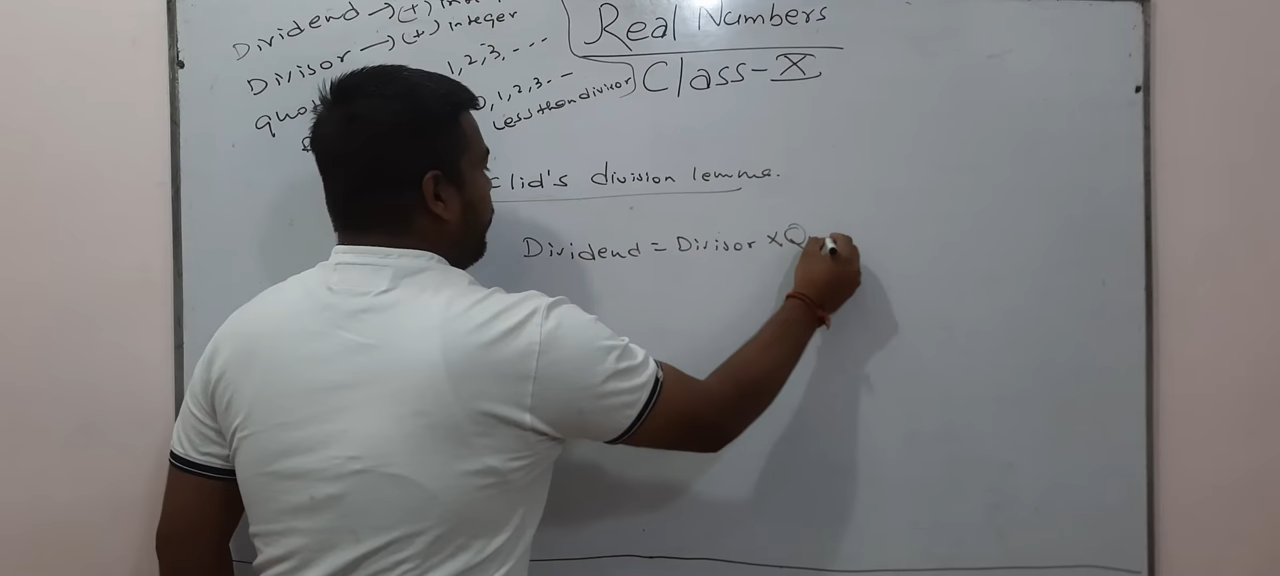 Dividend → (+)
Divisor → (+) integer
1, 2, 3, - - -
0, 1, 2, 3 - -
Less then divisor
Real Numbers
Class - X
clid's division lemma.
Dividend = Divisor × Q